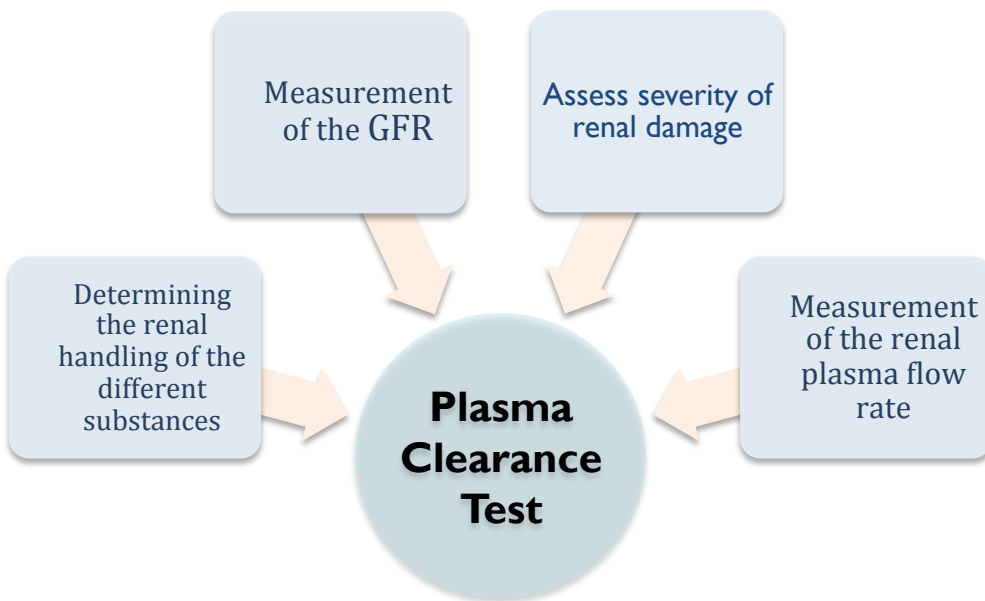 Measurement
of the GFR
Assess severity of
renal damage
Determining
the renal
handling of the
different
substances
Measurement
of the renal
plasma flow
rate
Plasma
Clearance
Test